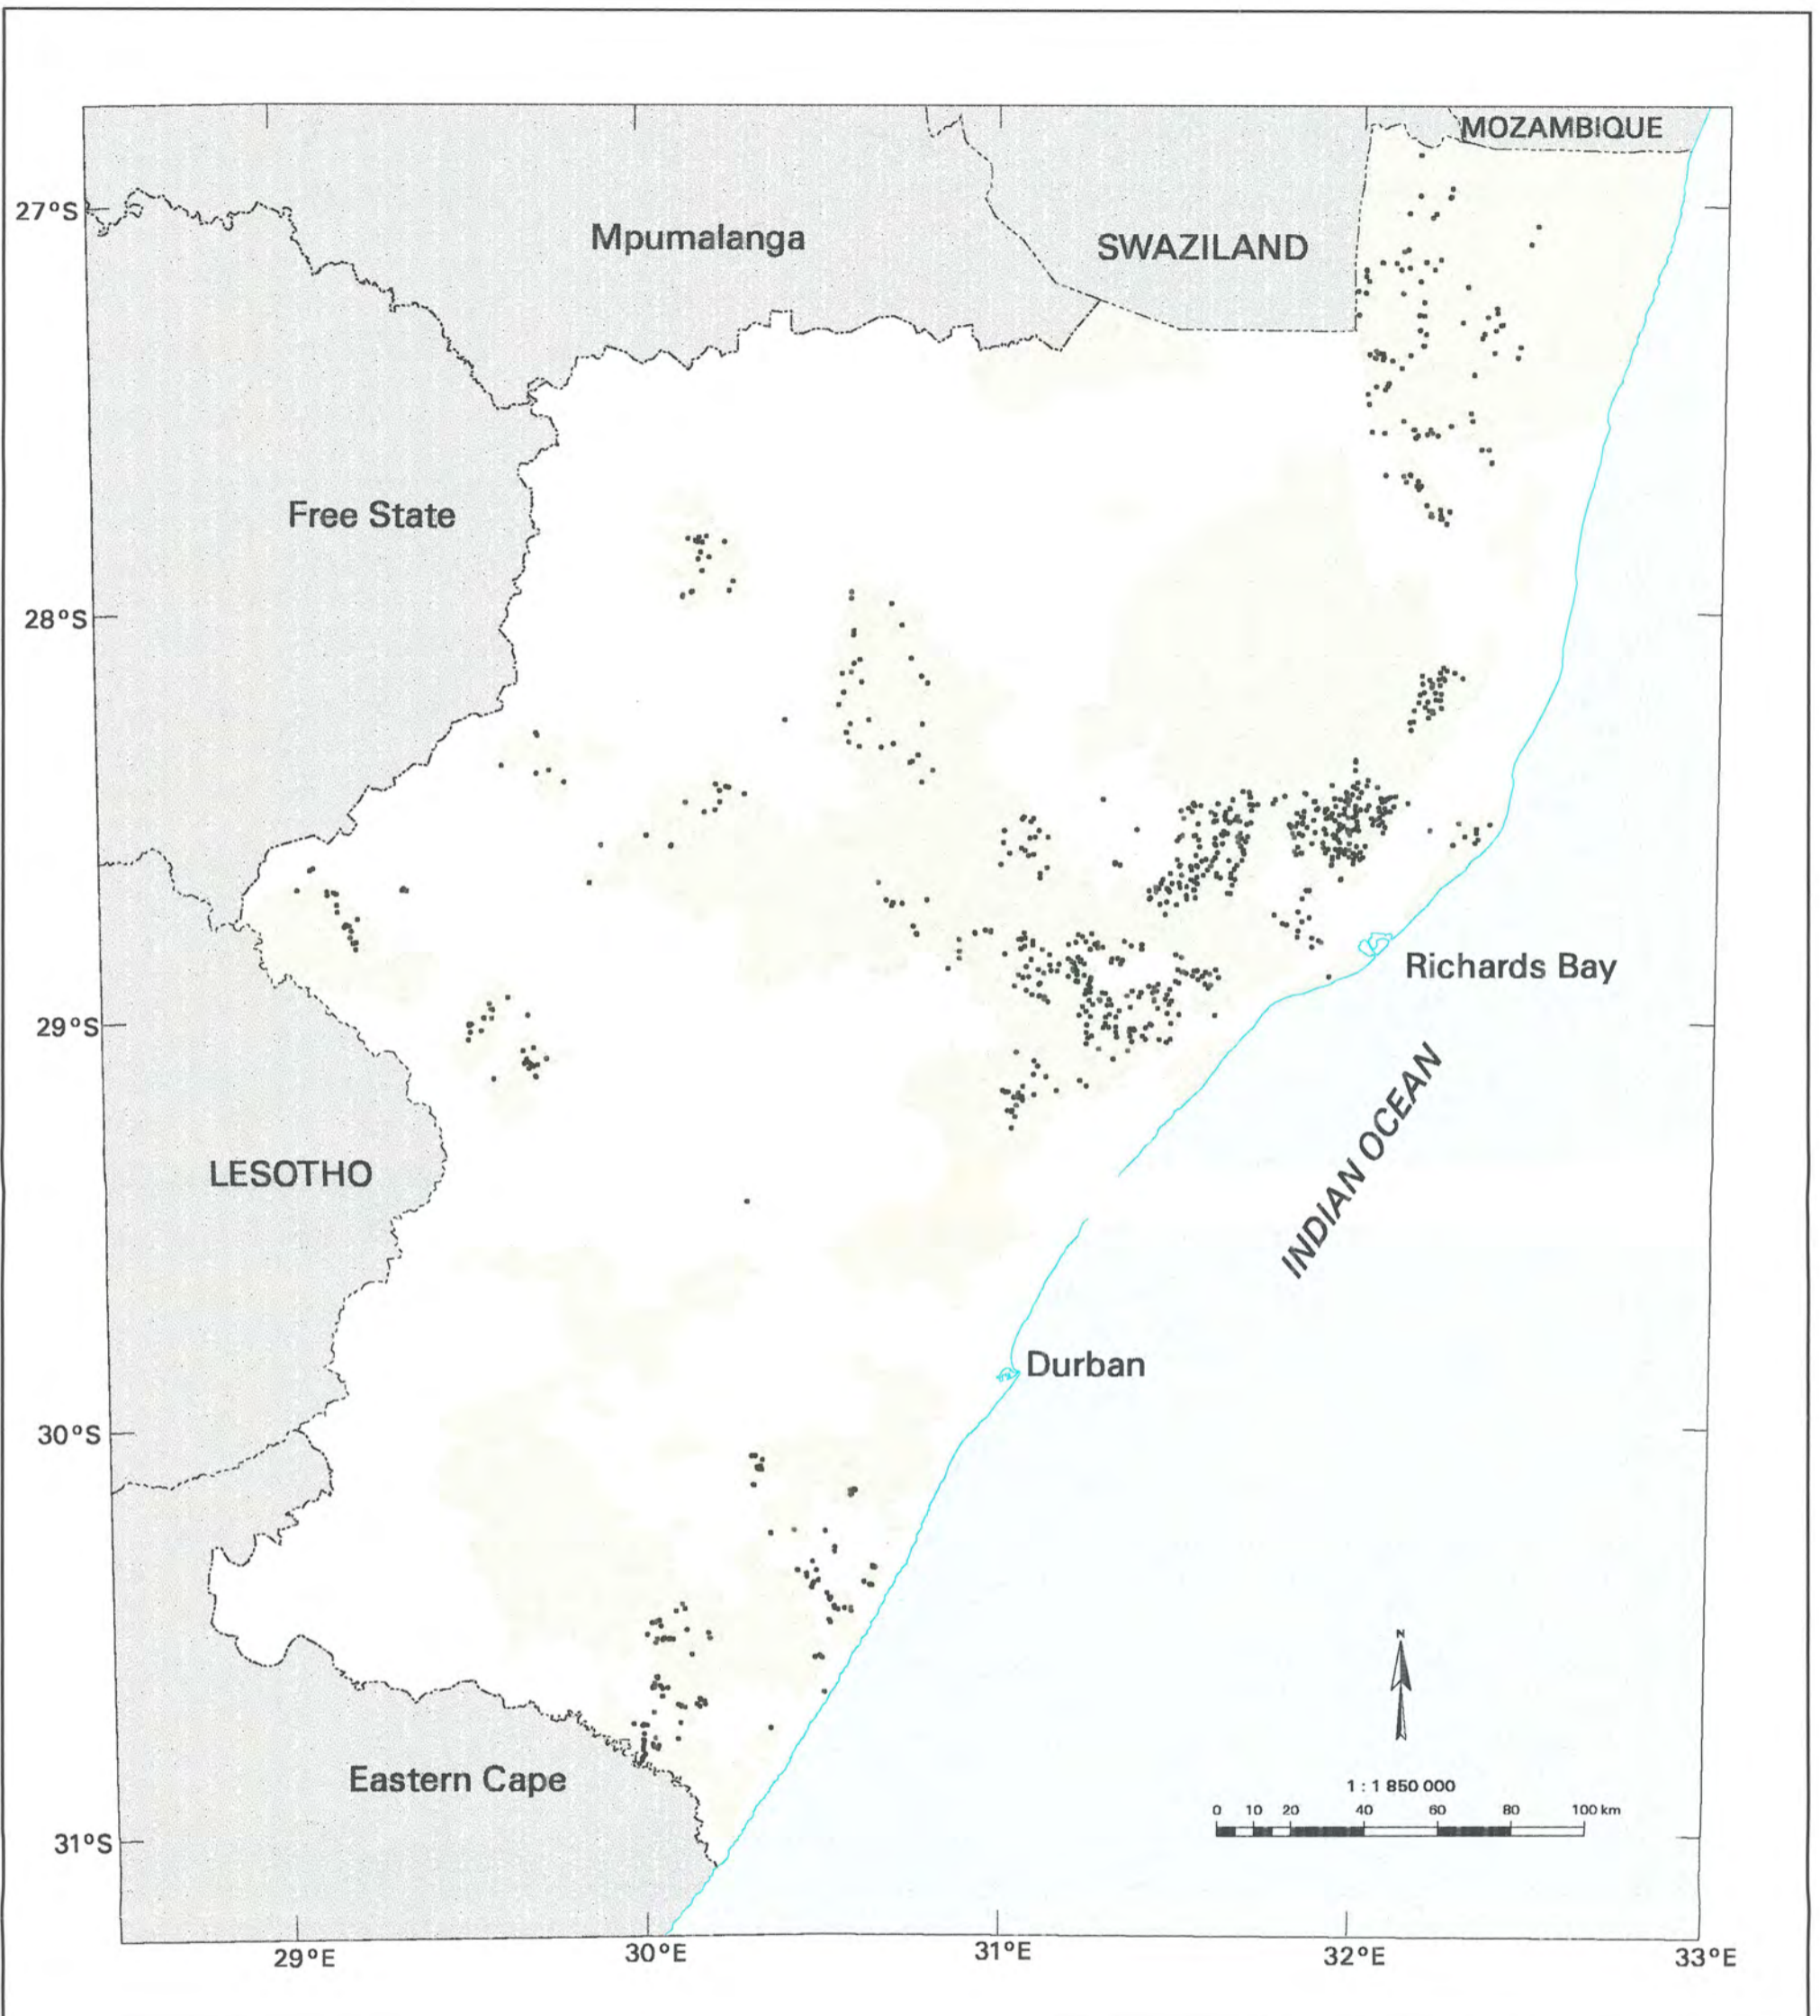 MOZAMBIQUE
27°S
Mpumalanga
SWAZILAND
Free State
28°S
Richards Bay
29°S
INDIAN OCEAN
LESOTHO
Durban
30°S
N
Eastern Cape
1 : 1 850 000
0 10 20 40 60 80 100 km
31°S
29°E 30°E 31°E 32°E 33°E